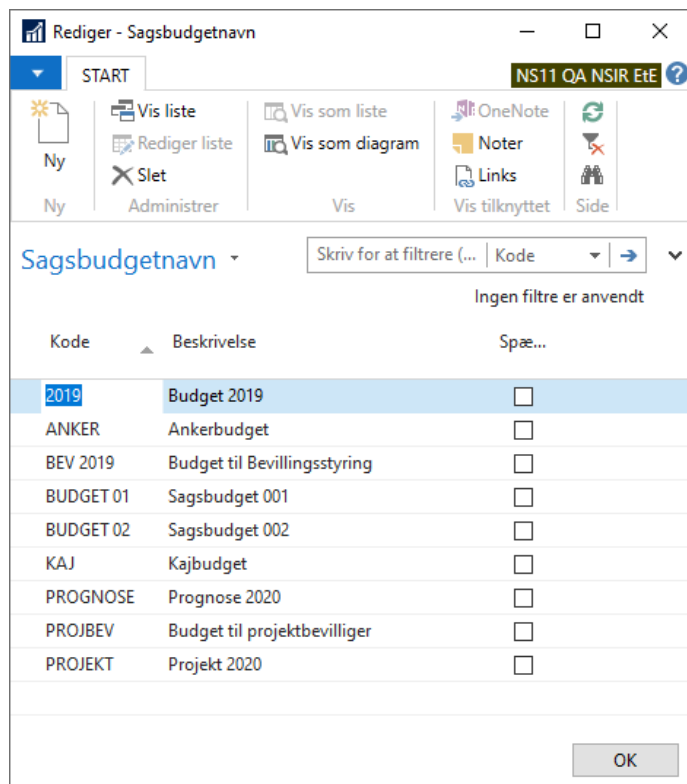 Rediger - Sagsbudgetnavn
START
NS11 QA NSIR EtE
Ny
Vis liste
Rediger liste
Slet
Vis som liste
Vis som diagram
OneNote
Noter
Links
Ny
Administrer
Vis
Vis tilknyttet
Side
Sagsbudgetnavn
Skriv for at filtrere (... Kode
Ingen filtre er anvendt
Kode Beskrivelse Spæ...
2019 Budget 2019
ANKER Ankerbudget
BEV 2019 Budget til Bevillingsstyring
BUDGET 01 Sagsbudget 001
BUDGET 02 Sagsbudget 002
KAJ Kajbudget
PROGNOSE Prognose 2020
PROJBEV Budget til projektbevilliger
PROJEKT Projekt 2020
OK